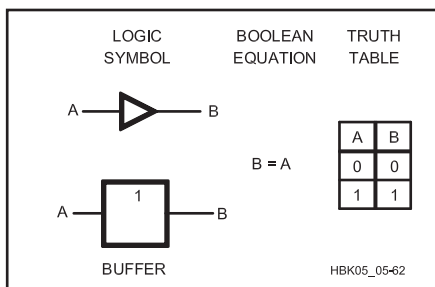 LOGIC SYMBOL
BOOLEAN EQUATION
TRUTH TABLE
A
B
B = A
A B
0 0
1 1
1
A
B
BUFFER
HBK05_05-62